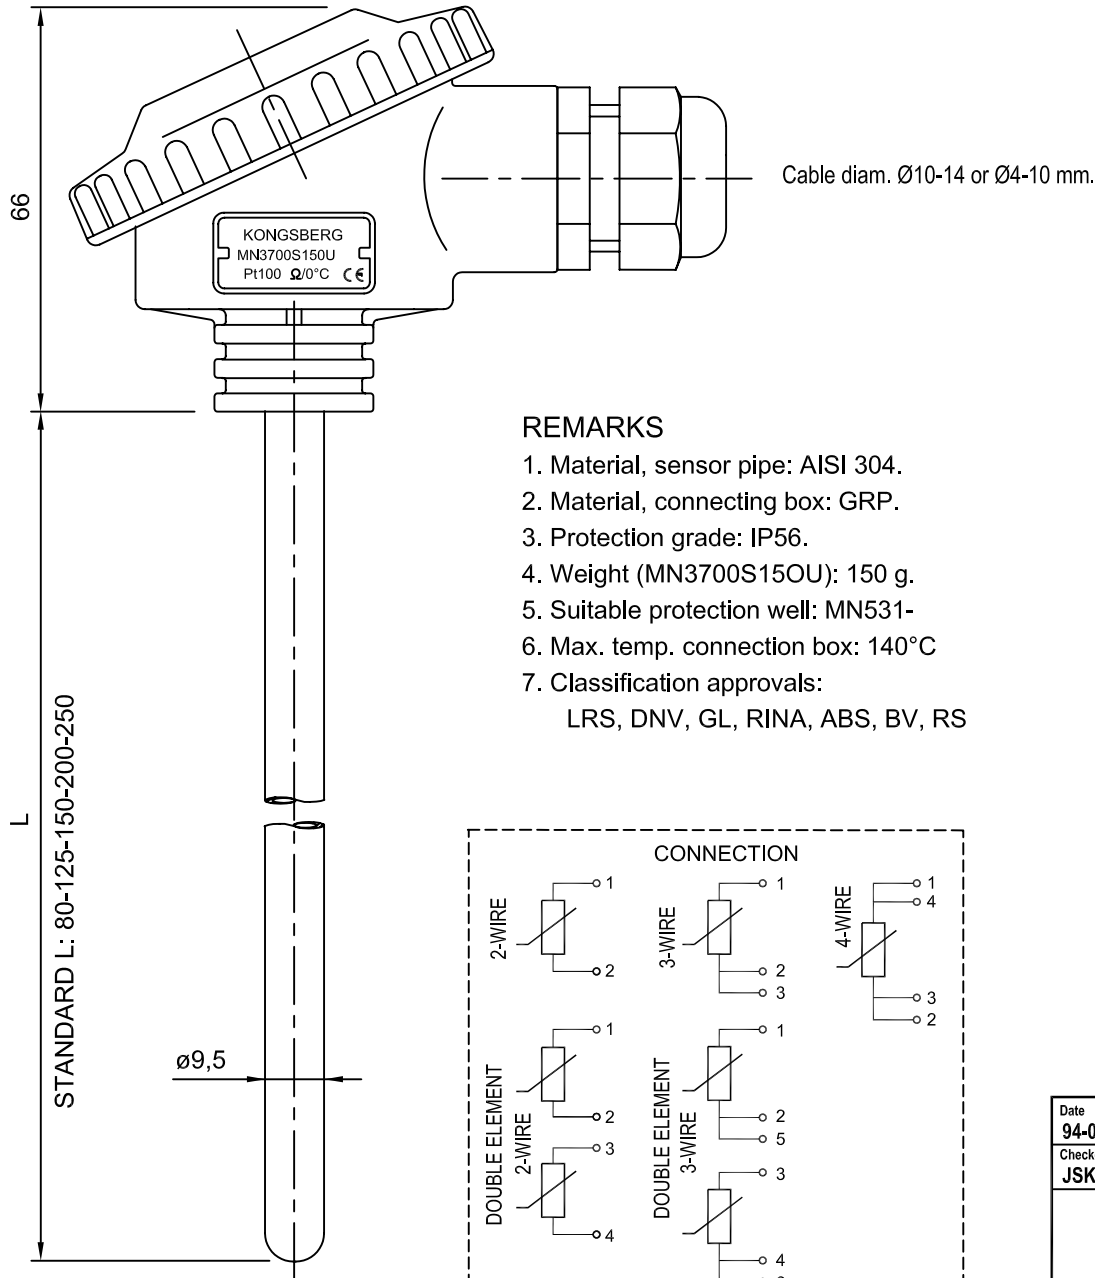 66
Cable diam. Ø10-14 or Ø4-10 mm.
KONGSBERG
MN3700S150U
Pt100 Ω/0°C CE
REMARKS
1. Material, sensor pipe: AISI 304.
2. Material, connecting box: GRP.
3. Protection grade: IP56.
4. Weight (MN3700S15OU): 150 g.
5. Suitable protection well: MN531-
6. Max. temp. connection box: 140°C
7. Classification approvals:
LRS, DNV, GL, RINA, ABS, BV, RS
L
STANDARD L: 80-125-150-200-250
ø9,5
CONNECTION
2-WIRE
1
2
3-WIRE
1
2
3
4-WIRE
1
4
3
2
DOUBLE ELEMENT
2-WIRE
1
2
3
4
DOUBLE ELEMENT
3-WIRE
1
2
5
3
4
Date
94-0
Check
JSK